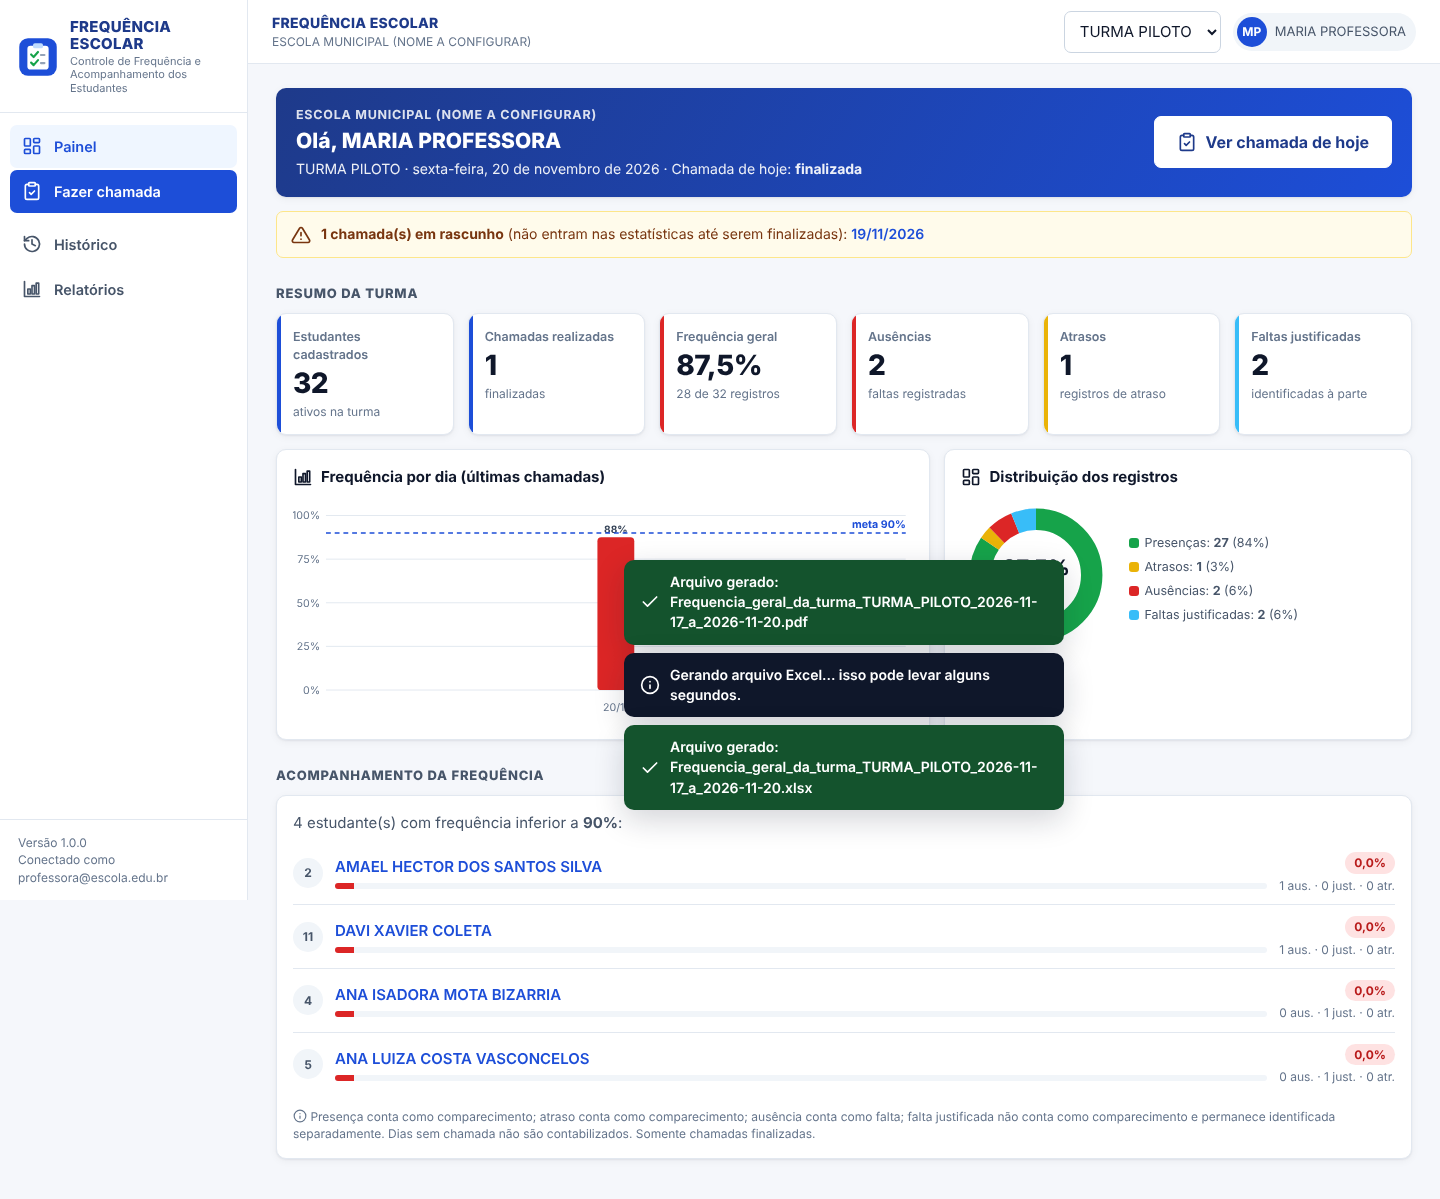 FREQUÊNCIA
ESCOLAR
Controle de Frequência e
Acompanhamento dos
Estudantes
Painel
Fazer chamada
Histórico
Relatórios
Versão 1.0.0
Conectado como
professora@escola.edu.br
FREQUÊNCIA ESCOLAR
ESCOLA MUNICIPAL (NOME A CONFIGURAR)
TURMA PILOTO
MP MARIA PROFESSORA
ESCOLA MUNICIPAL (NOME A CONFIGURAR)
Olá, MARIA PROFESSORA
TURMA PILOTO · sexta-feira, 20 de novembro de 2026 · Chamada de hoje: finalizada
Ver chamada de hoje
1 chamada(s) em rascunho (não entram nas estatísticas até serem finalizadas): 19/11/2026
RESUMO DA TURMA
Estudantes
cadastrados
32
ativos na turma
Chamadas realizadas
1
finalizadas
Frequência geral
87,5%
28 de 32 registros
Ausências
2
faltas registradas
Atrasos
1
registros de atraso
Faltas justificadas
2
identificadas à parte
Frequência por dia (últimas chamadas)
100%
75%
50%
25%
0%
meta 90%
88%
20/1
Distribuição dos registros
Presenças: 27 (84%)
Atrasos: 1 (3%)
Ausências: 2 (6%)
Faltas justificadas: 2 (6%)
Arquivo gerado:
Frequencia_geral_da_turma_TURMA_PILOTO_2026-11-
17_a_2026-11-20.pdf
Gerando arquivo Excel... isso pode levar alguns
segundos.
Arquivo gerado:
Frequencia_geral_da_turma_TURMA_PILOTO_2026-11-
17_a_2026-11-20.xlsx
ACOMPANHAMENTO DA FREQUÊNCIA
4 estudante(s) com frequência inferior a 90%:
2 AMAEL HECTOR DOS SANTOS SILVA 0,0%
1 aus. · 0 just. · 0 atr.
11 DAVI XAVIER COLETA 0,0%
1 aus. · 0 just. · 0 atr.
4 ANA ISADORA MOTA BIZARRIA 0,0%
0 aus. · 1 just. · 0 atr.
5 ANA LUIZA COSTA VASCONCELOS 0,0%
0 aus. · 1 just. · 0 atr.
Presença conta como comparecimento; atraso conta como comparecimento; ausência conta como falta; falta justificada não conta como comparecimento e permanece identificada
separadamente. Dias sem chamada não são contabilizados. Somente chamadas finalizadas.